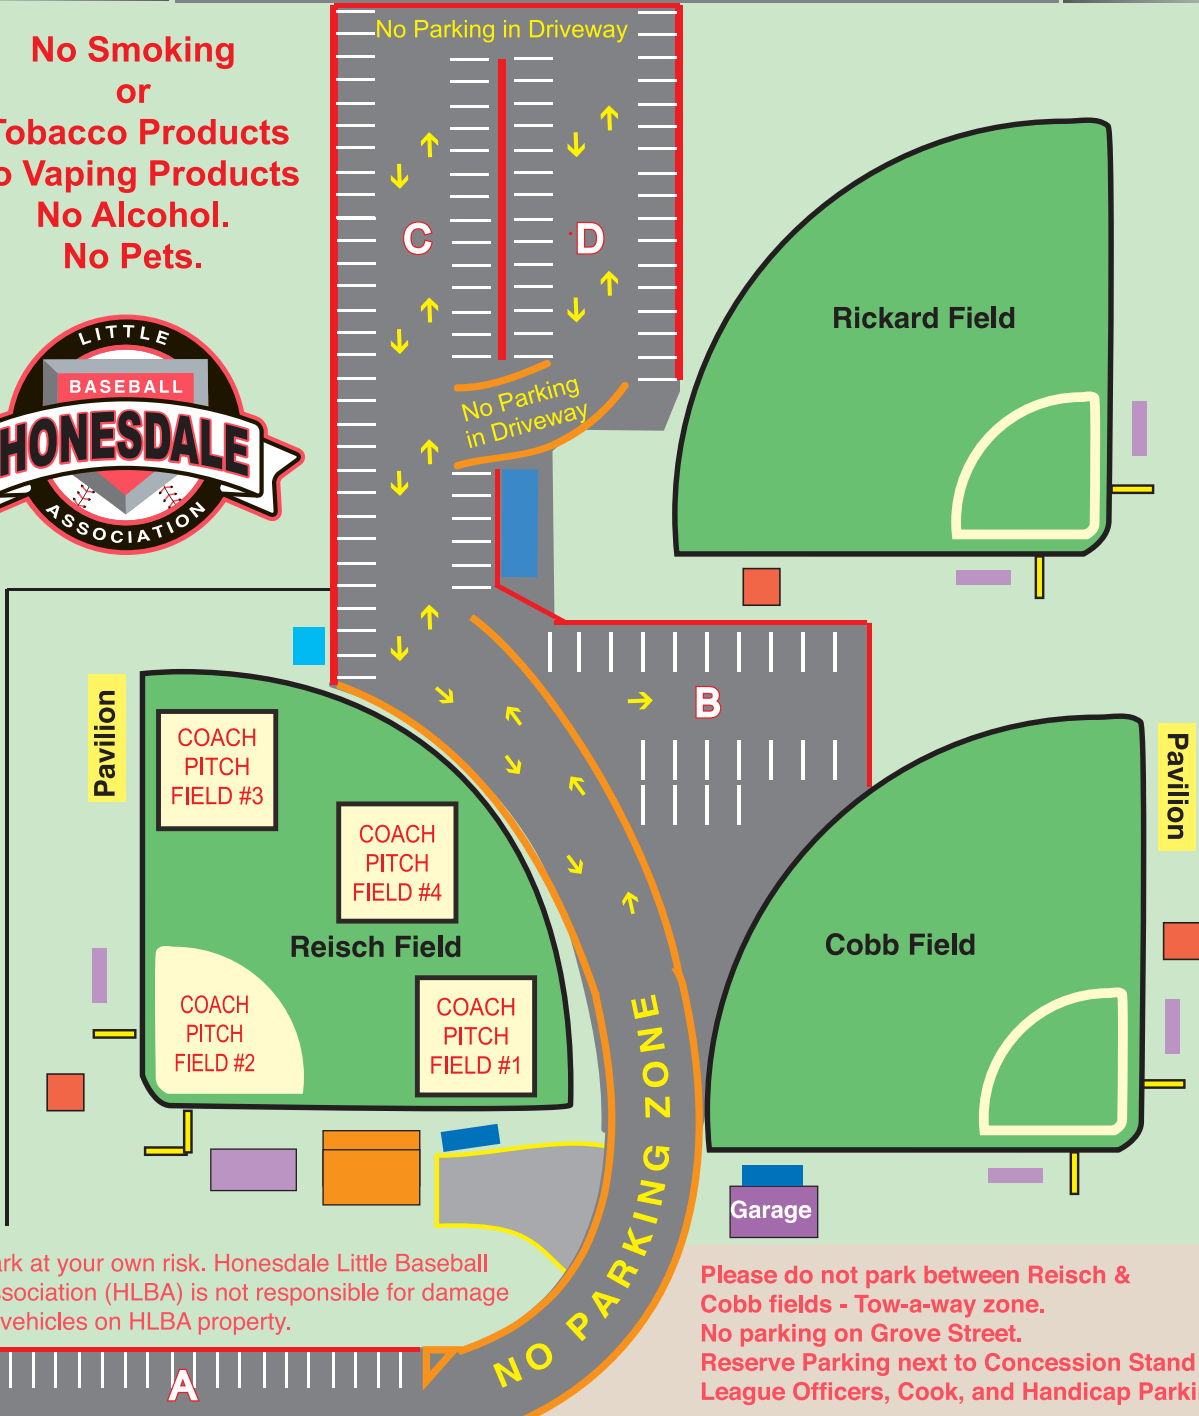 No Smoking
or
Tobacco Products
o Vaping Products
No Alcohol.
No Pets.
LITTLE
BASEBALL
HONESDALE
ASSOCIATION
No Parking in Driveway
C
D
No Parking
in Driveway
B
Rickard Field
Pavilion
COACH
PITCH
FIELD #3
COACH
PITCH
FIELD #4
Reisch Field
COACH
PITCH
FIELD #2
COACH
PITCH
FIELD #1
Cobb Field
Pavilion
NO PARKING ZONE
Garage
ark at your own risk. Honesdale Little Baseball
ssociation (HLBA) is not responsible for damage
vehicles on HLBA property.
A
Please do not park between Reisch &
Cobb fields - Tow-a-way zone.
No parking on Grove Street.
Reserve Parking next to Concession Stand
League Officers, Cook, and Handicap Parki